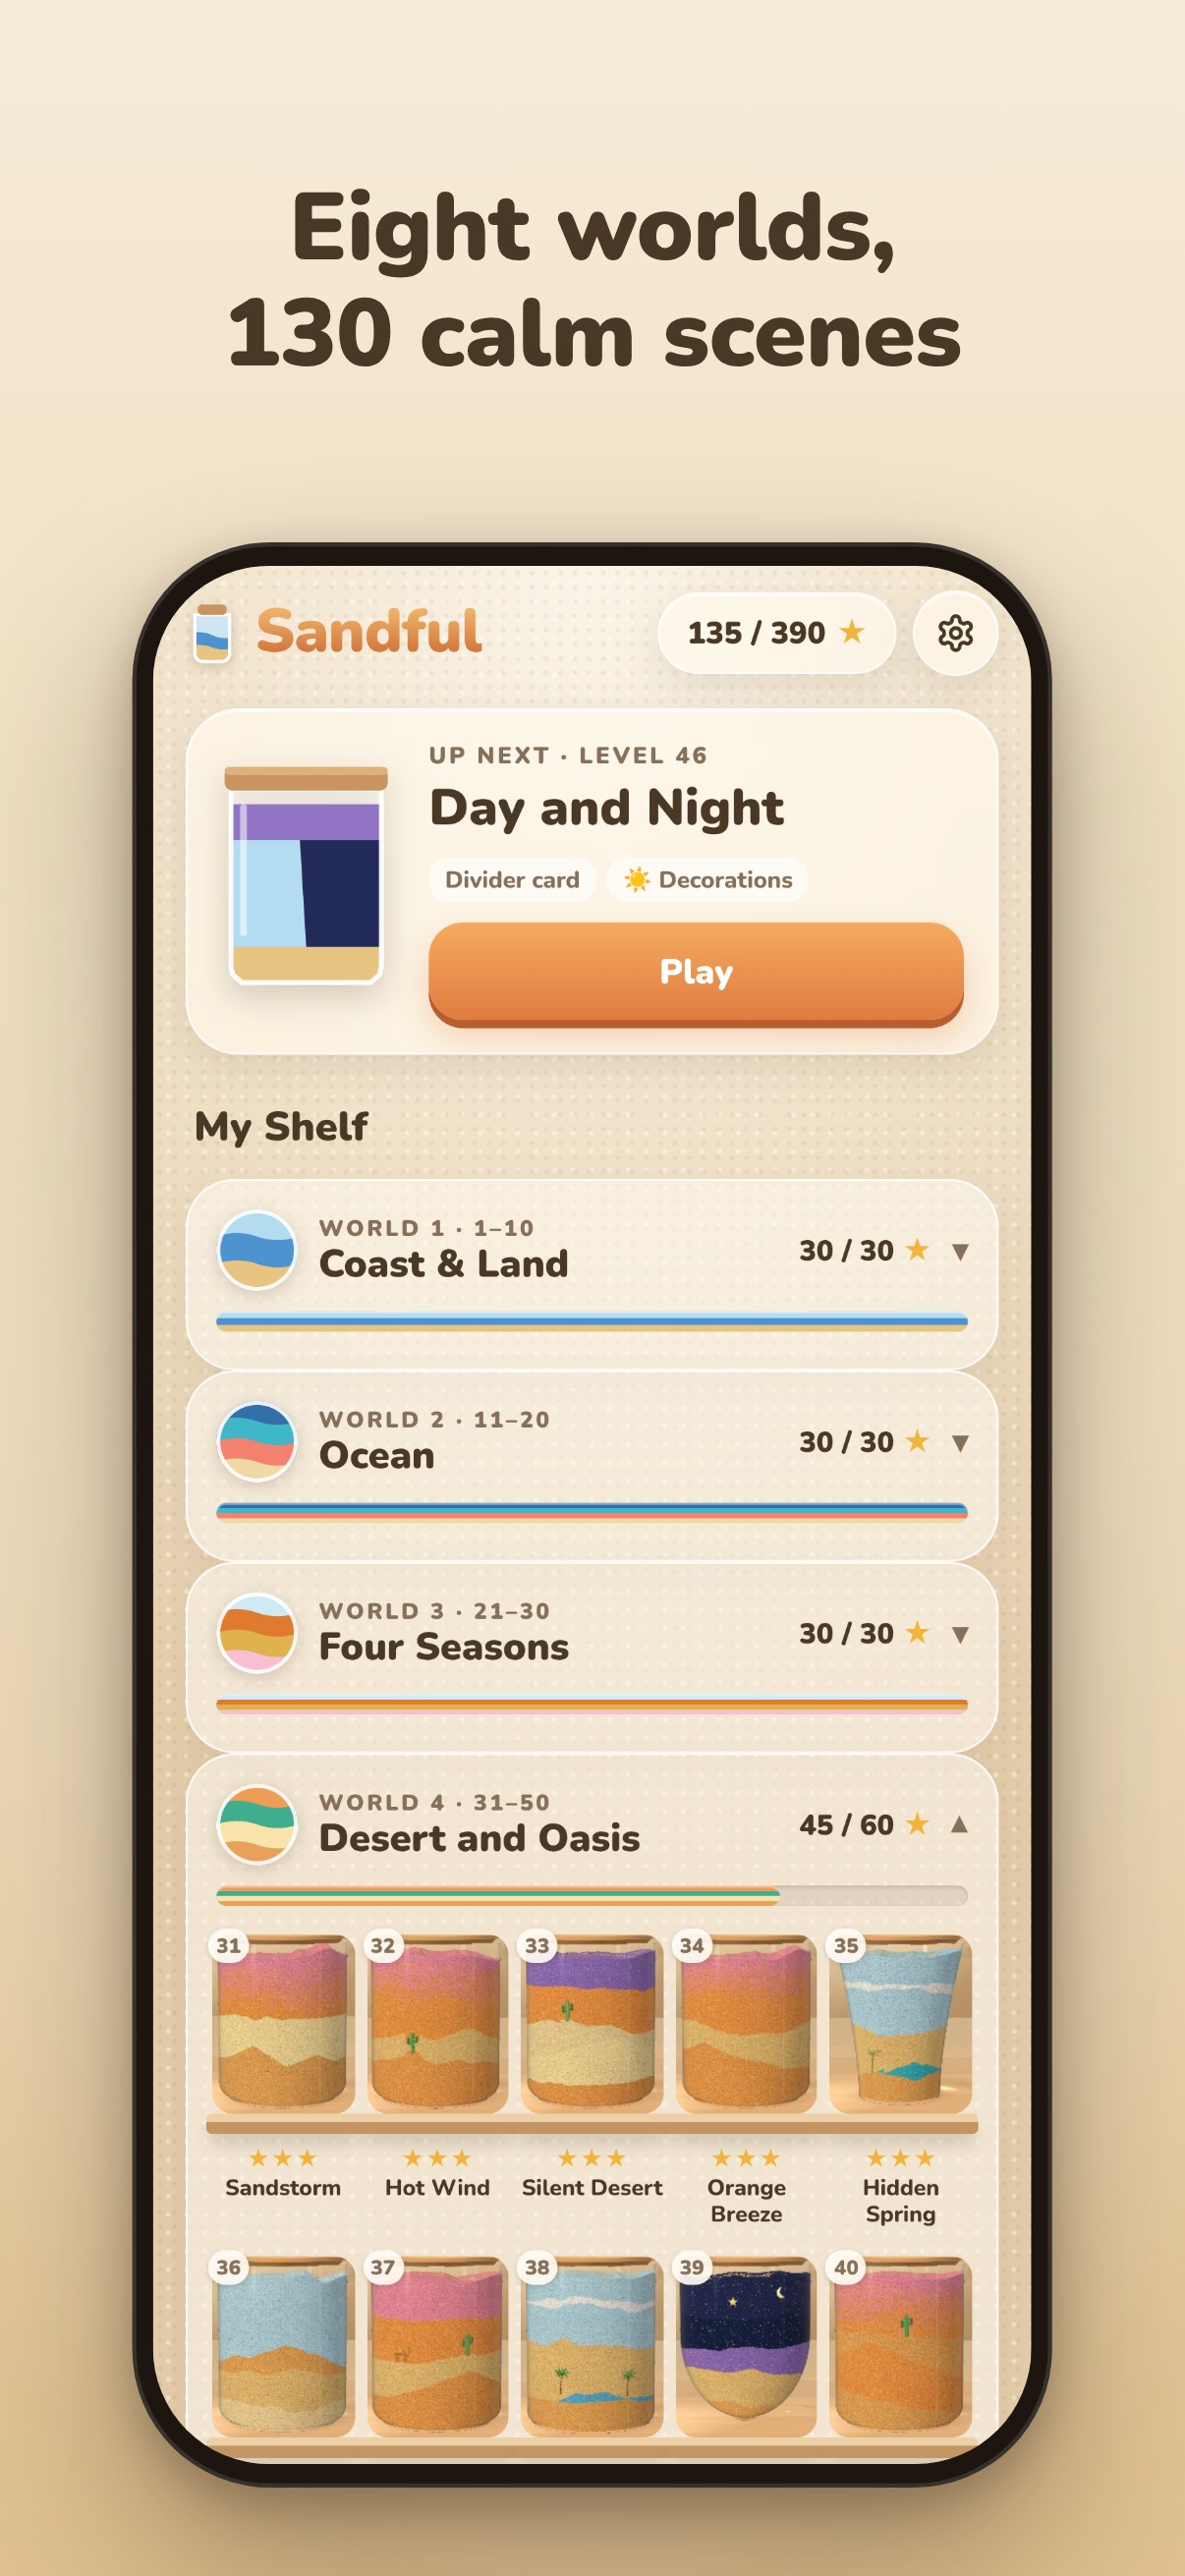 Eight worlds,
130 calm scenes
Sandful
135 / 390 ★
UP NEXT · LEVEL 46
Day and Night
Divider card
☀️ Decorations
Play
My Shelf
WORLD 1 · 1–10
Coast & Land
30 / 30 ★ ▼
WORLD 2 · 11–20
Ocean
30 / 30 ★ ▼
WORLD 3 · 21–30
Four Seasons
30 / 30 ★ ▼
WORLD 4 · 31–50
Desert and Oasis
45 / 60 ★ ▲
31 32 33 34 35
★★★ ★★★ ★★★ ★★★ ★★★
Sandstorm
Hot Wind
Silent Desert
Orange
Breeze
Hidden
Spring
36 37 38 39 40